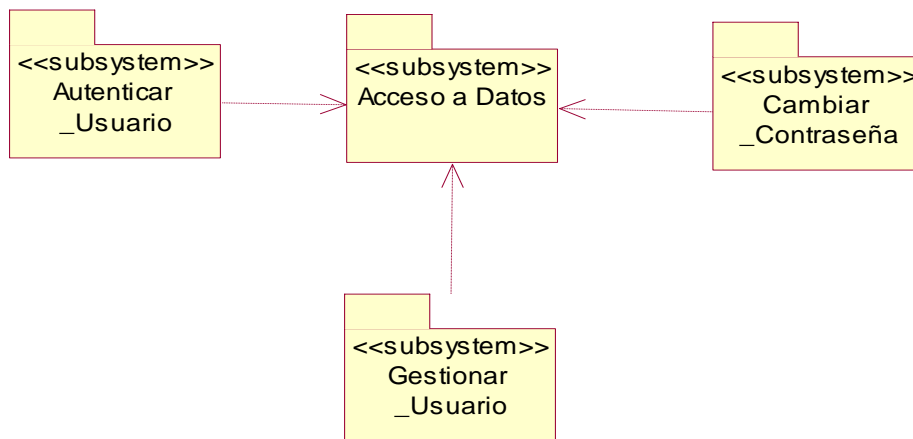 <<subsystem>>
Autenticar
_Usuario
<<subsystem>>
Acceso a Datos
<<subsystem>>
Cambiar
_Contraseña
<<subsystem>>
Gestionar
_Usuario